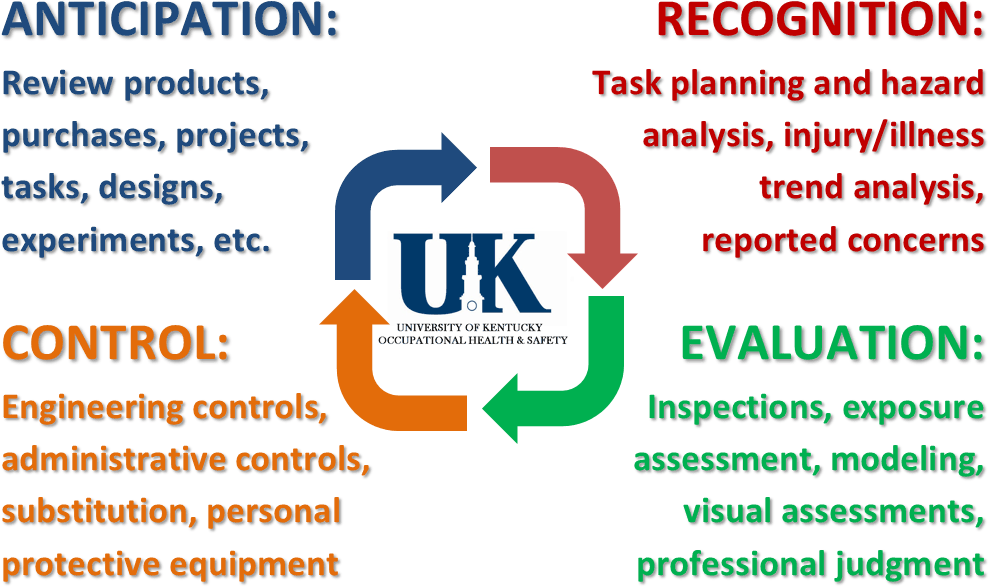 ANTICIPATION:
Review products,
purchases, projects,
tasks, designs,
experiments, etc.
RECOGNITION:
Task planning and hazard
analysis, injury/illness
trend analysis,
reported concerns
UK
UNIVERSITY OF KENTUCKY
OCCUPATIONAL HEALTH & SAFETY
CONTROL:
Engineering controls,
administrative controls,
substitution, personal
protective equipment
EVALUATION:
Inspections, exposure
assessment, modeling,
visual assessments,
professional judgment